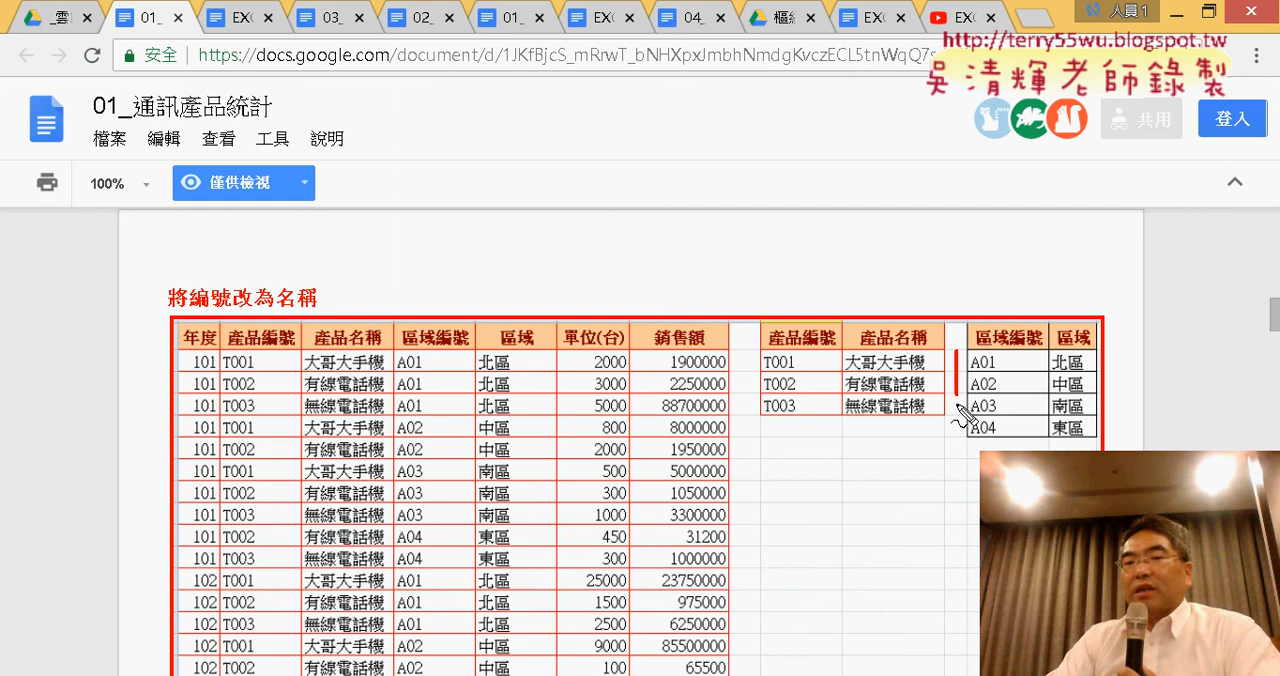 _雲 01_ EXC 03_ 02_ 01_ EXC 04_ 樞紐 EXC EXC 人員1
安全 https://docs.google.com/document/d/1JKfBjcS_mRrwT_bNHXpxJmbhNmdgKvczECL5tnWqQ7s
http://terry55wu.blogspot.tw
吳清輝老師錄製
01_通訊產品統計
檔案 編輯 查看 工具 說明
共用 登入
100% 僅供檢視
將編號改為名稱
年度 產品編號 產品名稱 區域編號 區域 單位(台) 銷售額 產品編號 產品名稱 區域編號 區域
101 T001 大哥大手機 A01 北區 2000 1900000 T001 大哥大手機 A01 北區
101 T002 有線電話機 A01 北區 3000 2250000 T002 有線電話機 A02 中區
101 T003 無線電話機 A01 北區 5000 88700000 T003 無線電話機 A03 南區
101 T001 大哥大手機 A02 中區 800 8000000 A04 東區
101 T002 有線電話機 A02 中區 2000 1950000
101 T001 大哥大手機 A03 南區 500 5000000
101 T002 有線電話機 A03 南區 300 1050000
101 T003 無線電話機 A03 南區 1000 3300000
101 T002 有線電話機 A04 東區 450 31200
101 T003 無線電話機 A04 東區 300 1000000
102 T001 大哥大手機 A01 北區 25000 23750000
102 T002 有線電話機 A01 北區 1500 975000
102 T003 無線電話機 A01 北區 2500 6250000
102 T001 大哥大手機 A02 中區 9000 85500000
102 T002 有線電話機 A02 中區 100 65500